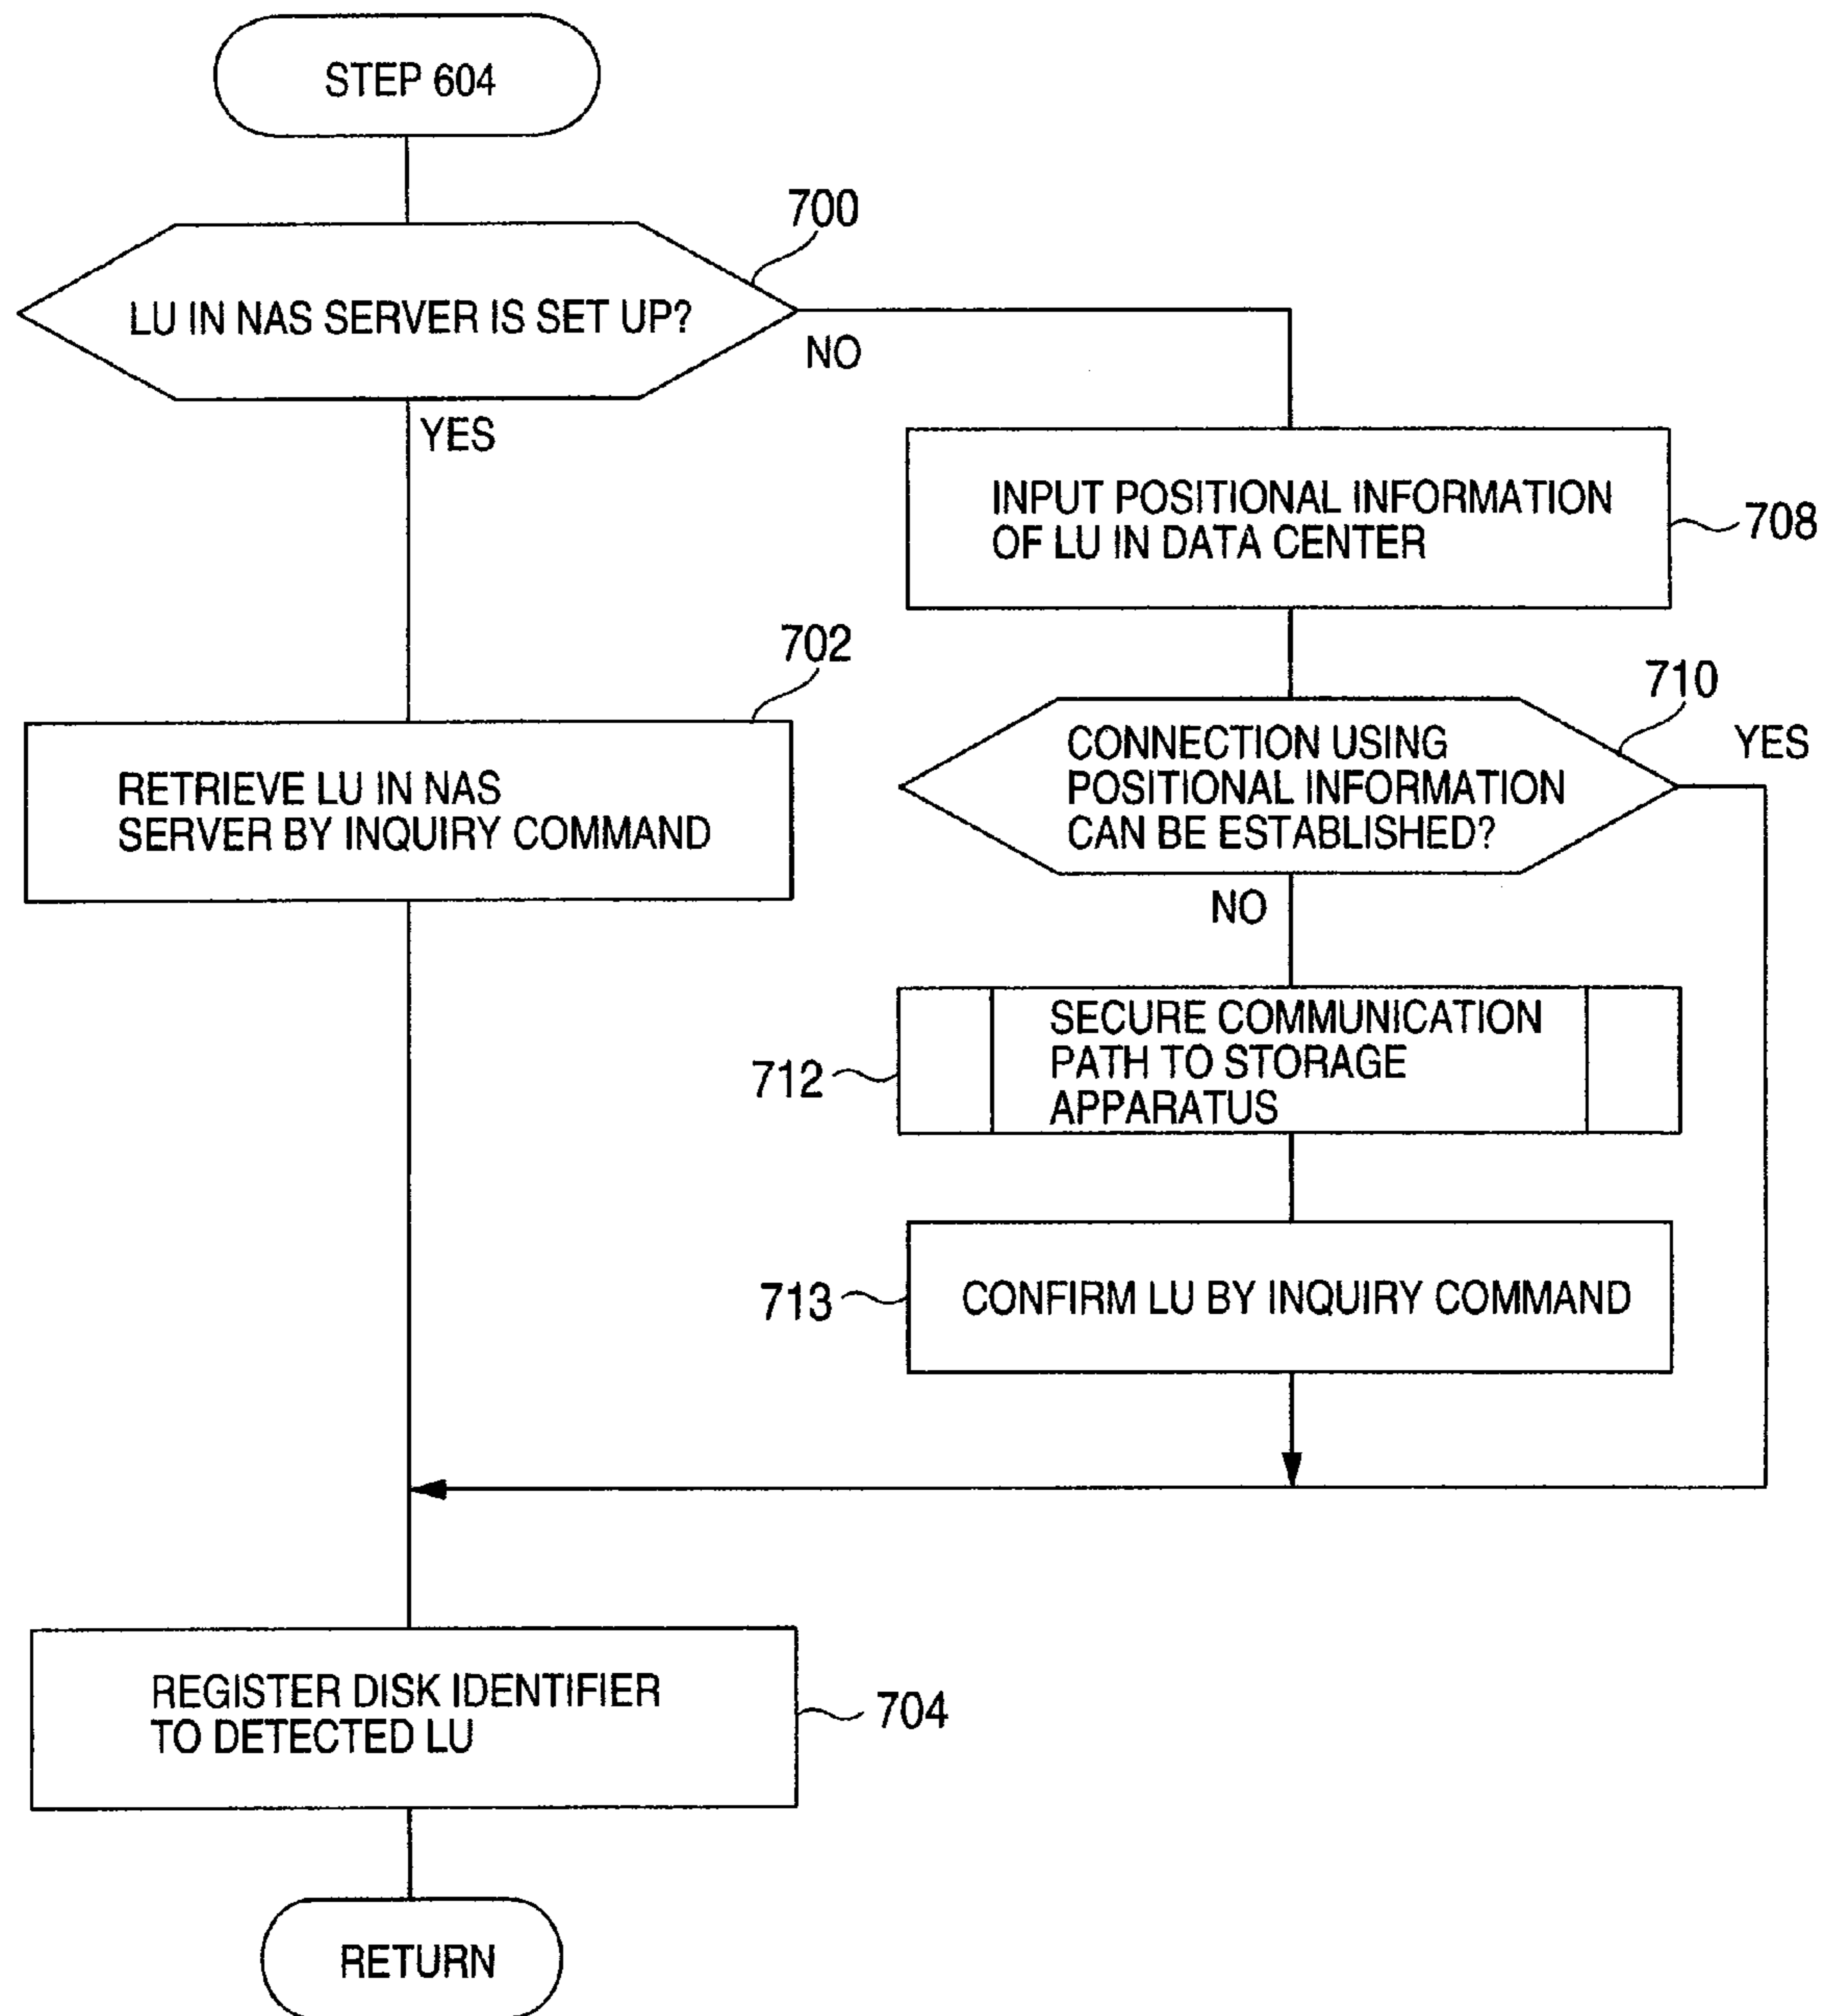 STEP 604
700
LU IN NAS SERVER IS SET UP?
NO
YES
INPUT POSITIONAL INFORMATION
OF LU IN DATA CENTER
708
702
RETRIEVE LU IN NAS
SERVER BY INQUIRY COMMAND
710
CONNECTION USING
POSITIONAL INFORMATION
CAN BE ESTABLISHED?
YES
NO
SECURE COMMUNICATION
PATH TO STORAGE
APPARATUS
712
713
CONFIRM LU BY INQUIRY COMMAND
REGISTER DISK IDENTIFIER
TO DETECTED LU
704
RETURN